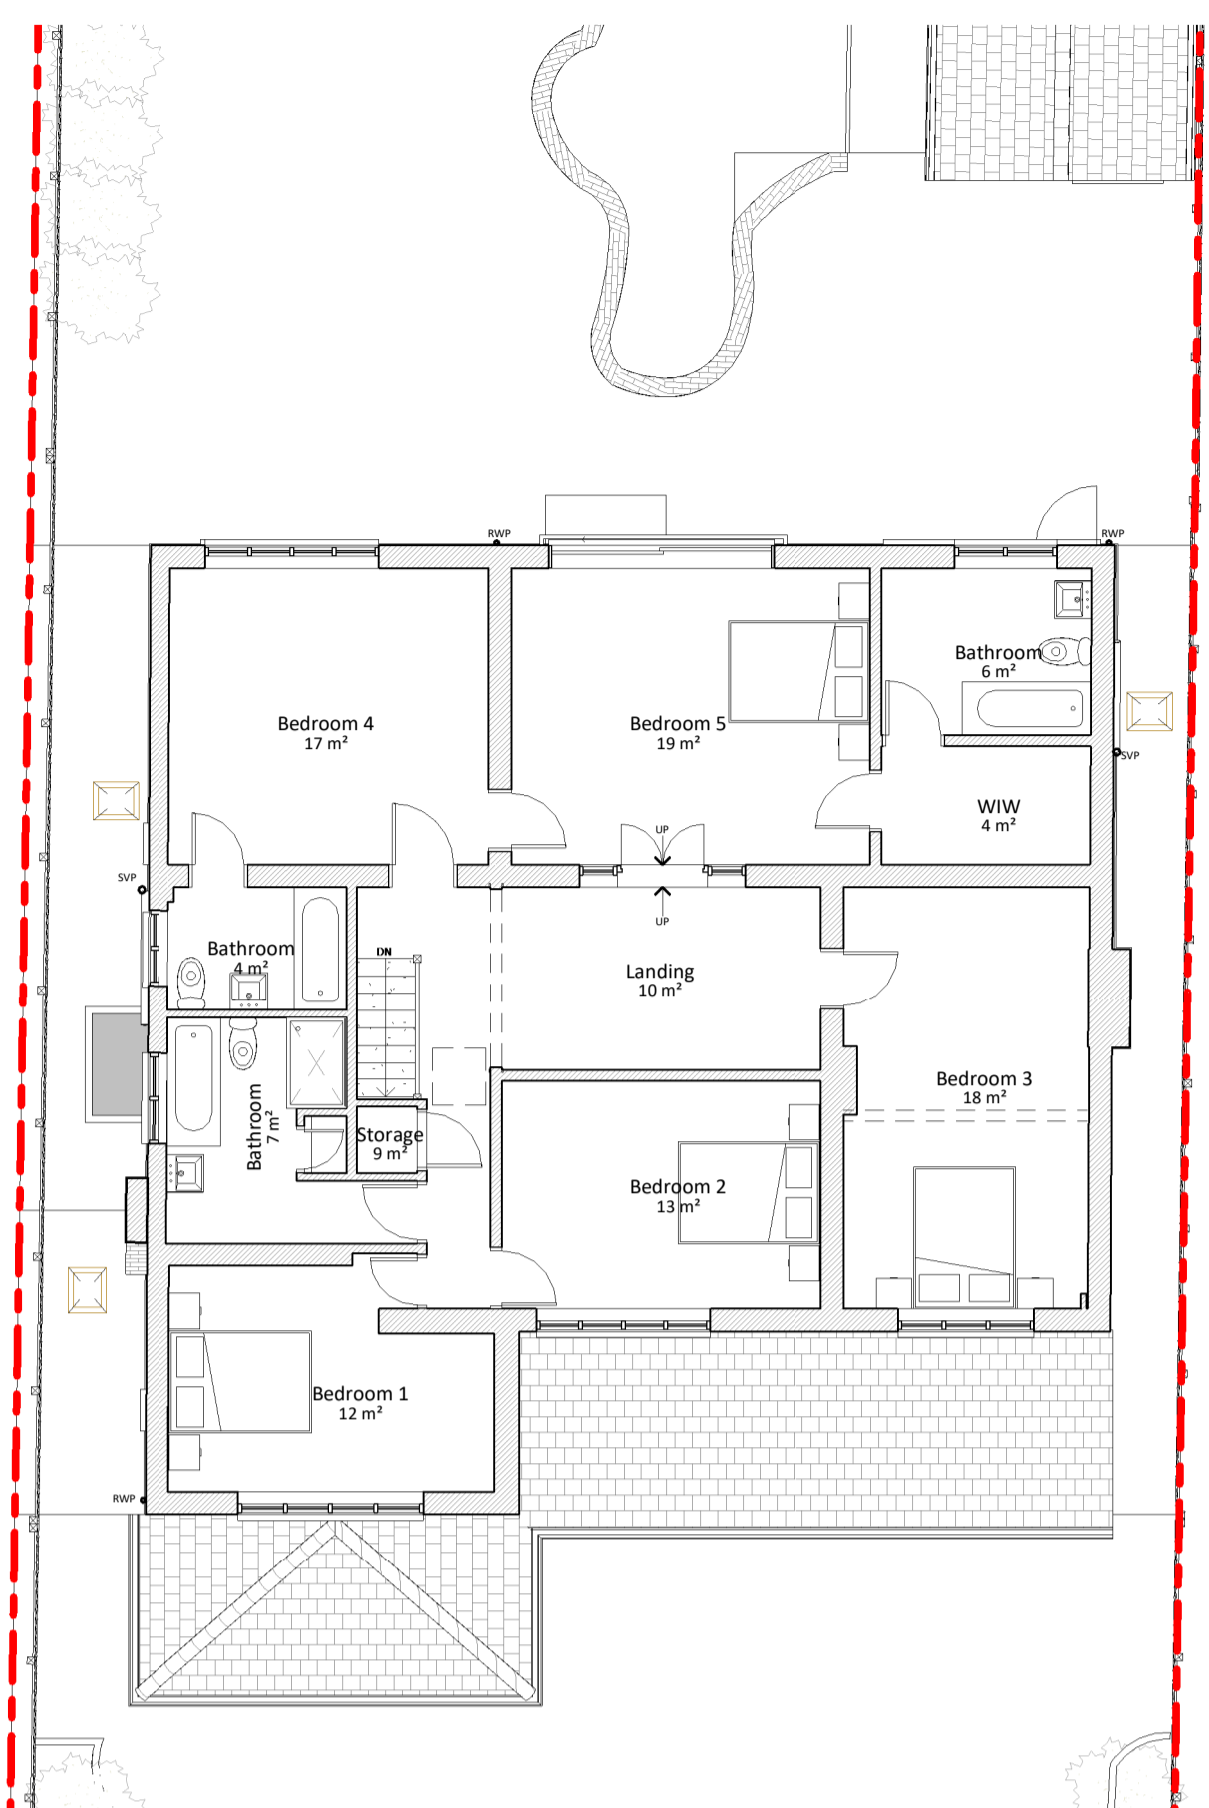 RWP
RWP
Bathroom
6 m²
Bedroom 4
17 m²
Bedroom 5
19 m²
SVP
WIW
4 m²
UP
SVP
UP
Bathroom
4 m²
DN
Landing
10 m²
Bedroom 3
18 m²
Bathroom
7 m²
Storage
9 m²
Bedroom 2
13 m²
Bedroom 1
12 m²
RWP